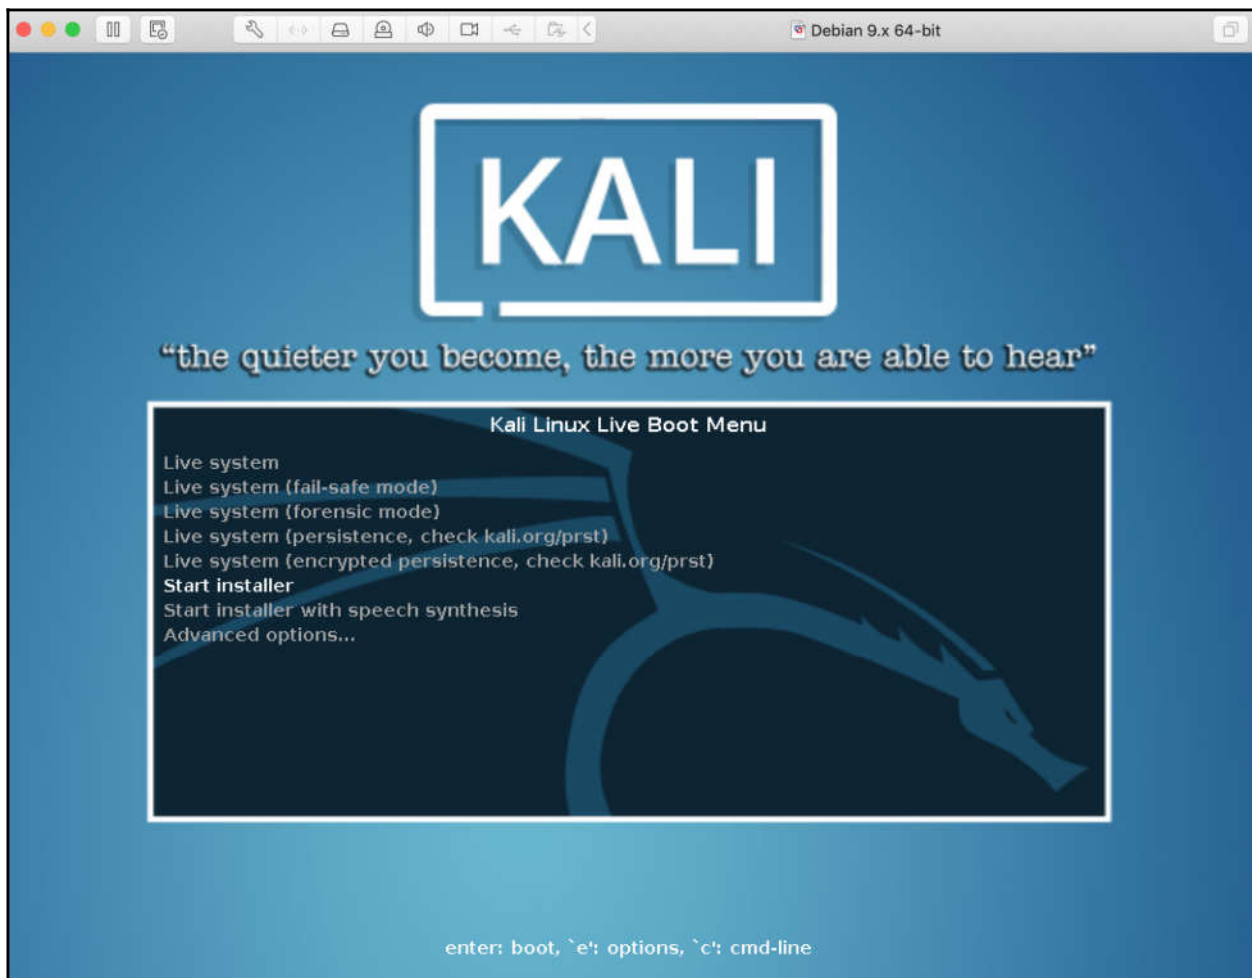 Debian 9.x 64-bit
KALI
“the quieter you become, the more you are able to hear”
Kali Linux Live Boot Menu
Live system
Live system (fail-safe mode)
Live system (forensic mode)
Live system (persistence, check kali.org/prst)
Live system (encrypted persistence, check kali.org/prst)
Start installer
Start installer with speech synthesis
Advanced options...
enter: boot, `e': options, `c': cmd-line